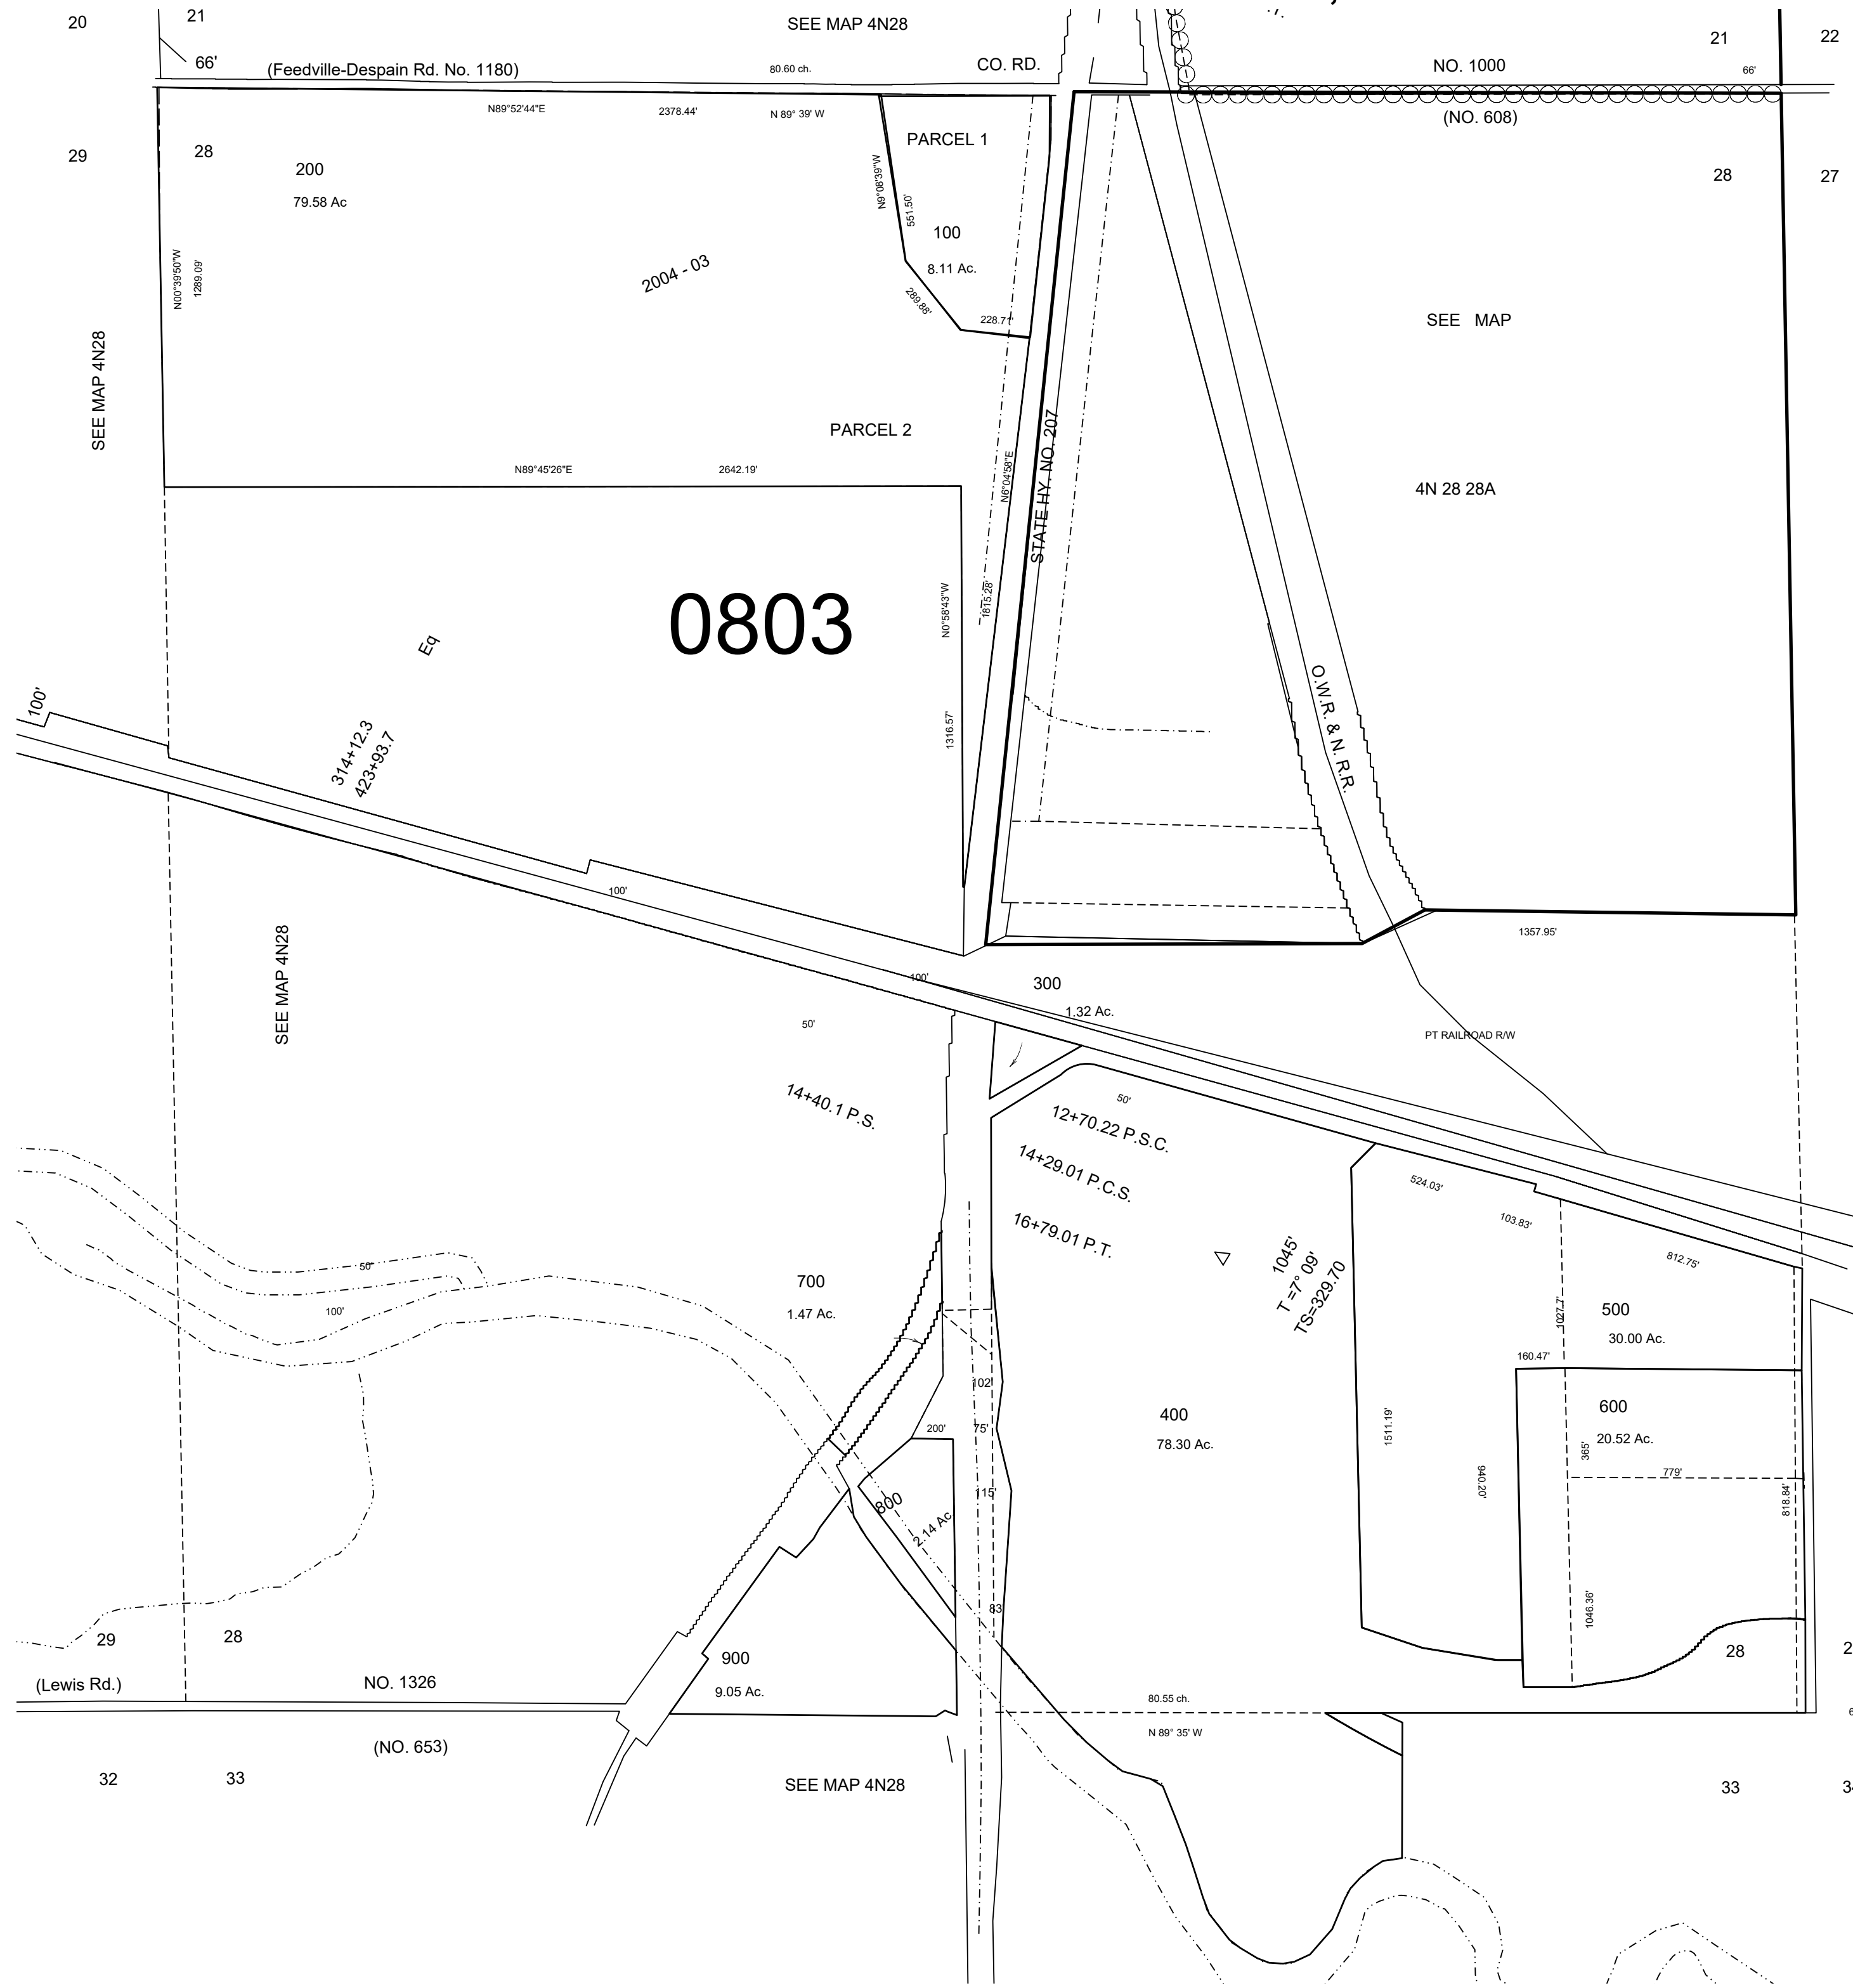 20
21
SEE MAP 4N28
21
22
66'
(Feedville-Despain Rd. No. 1180)
80.60 ch.
CO. RD.
NO. 1000
66'
N89°52'44"E
2378.44'
N 89° 39' W
(NO. 608)
29
28
200
79.58 Ac
PARCEL 1
N9°08'39"W
551.50'
100
8.11 Ac.
28
27
N00°39'50"W
1289.09'
2004 - 03
289.88'
228.71'
SEE MAP
SEE MAP 4N28
PARCEL 2
STATE HY. NO. 207
N89°45'26"E
2642.19'
N6°04'58"E
4N 28 28A
0803
N0°58'43"W
1815.28'
Eq
O.W.R. & N. R.R.
100'
314+12.3
423+93.7
1316.57'
100'
1357.95'
SEE MAP 4N28
100'
300
1.32 Ac.
50'
PT RAILROAD R/W
14+40.1 P.S.
50'
12+70.22 P.S.C.
14+29.01 P.C.S.
16+79.01 P.T.
524.03'
103.83'
812.75'
1045'
T =7° 09'
TS=329.70
50'
100'
700
1.47 Ac.
1027.7'
500
30.00 Ac.
160.47'
102'
400
78.30 Ac.
600
20.52 Ac.
200'
75'
1511.19'
365'
940.20'
779'
818.84'
800
2.14 Ac.
115'
83'
1046.36'
29
28
900
9.05 Ac.
28
2
(Lewis Rd.)
NO. 1326
80.55 ch.
N 89° 35' W
6
(NO. 653)
32
33
SEE MAP 4N28
33
34